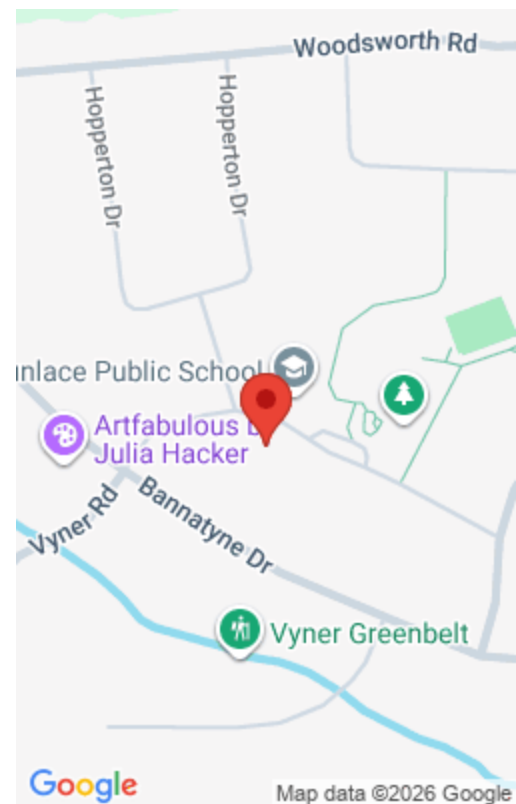 Woodsworth Rd
Hopperton Dr
Hopperton Dr
Public School
Artfabulous
Julia Hacker
Vyner Rd
Bannatyne Dr
Vyner Greenbelt
Google
Map data ©2026 Google